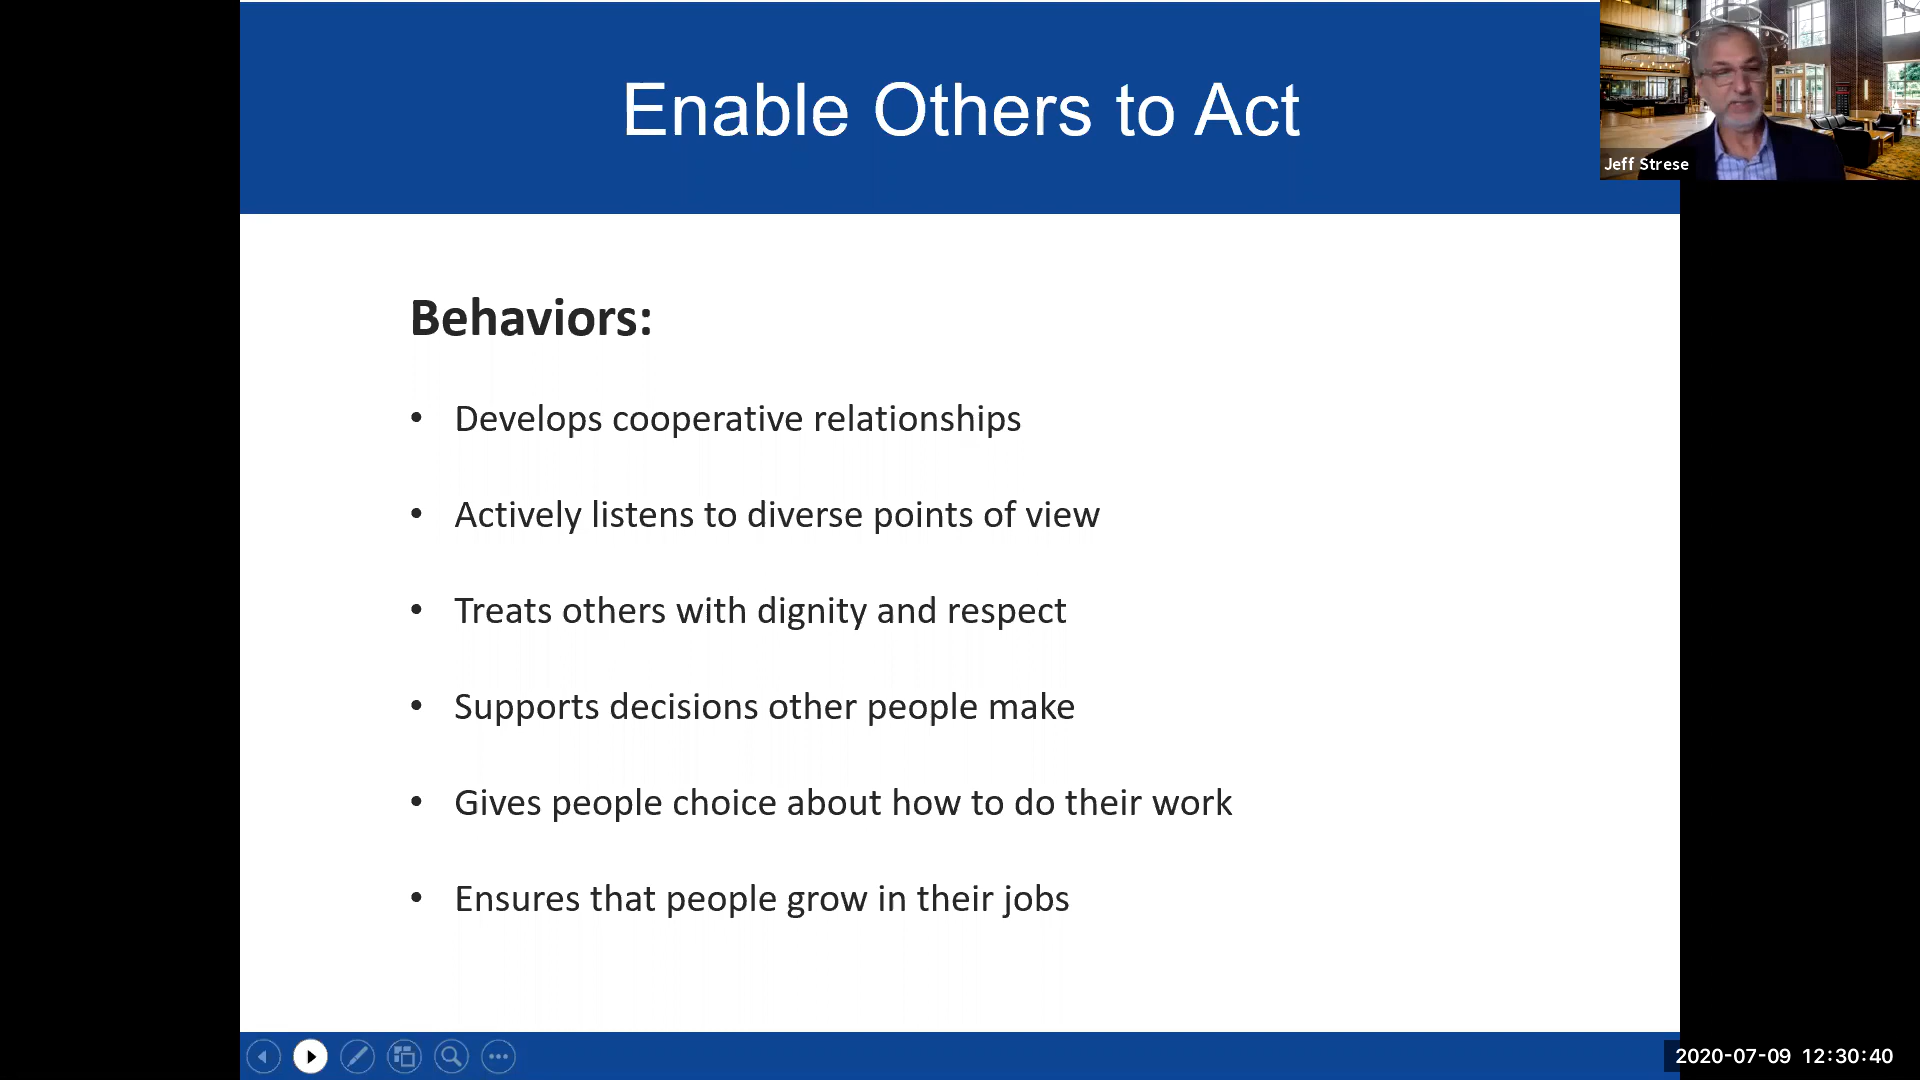 Enable Others to Act
Jeff Strese
Behaviors:
• Develops cooperative relationships
• Actively listens to diverse points of view
• Treats others with dignity and respect
• Supports decisions other people make
• Gives people choice about how to do their work
• Ensures that people grow in their jobs
2020-07-09 12:30:40